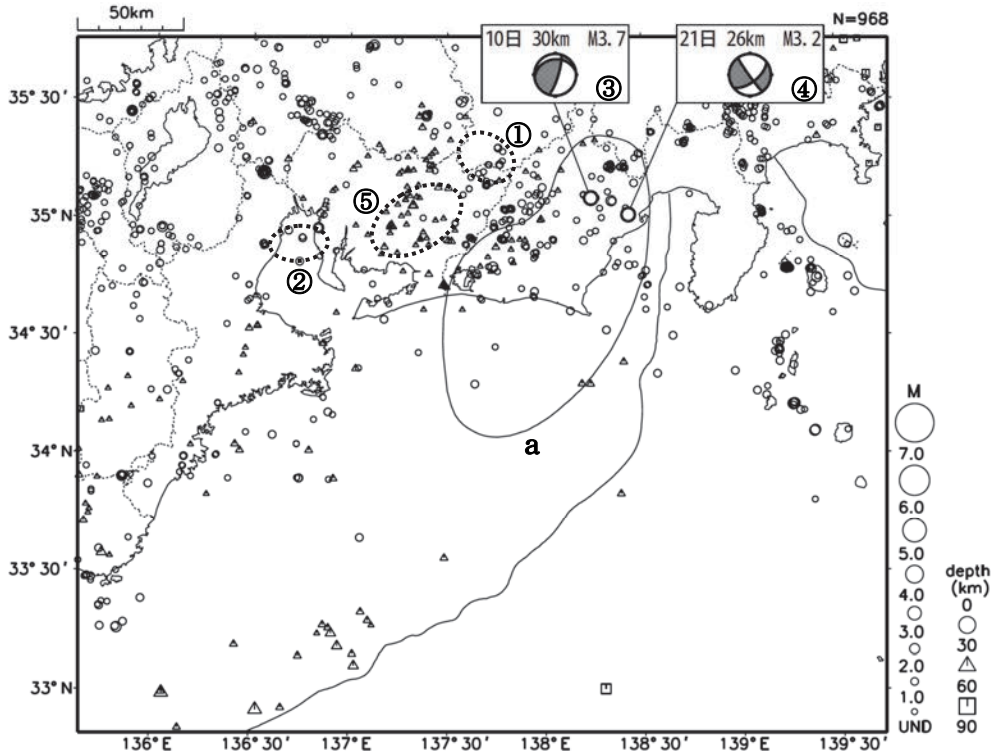 50km
N=968
10日 30km M3.7
③
21日 26km M3.2
④
35°30′
①
⑤
35°N
②
34°30′
a
34°N
33°30′
33°N
136°E
136°30′
137°E
137°30′
138°E
138°30′
139°E
139°30′
M
7.0
6.0
5.0
4.0
3.0
2.0
1.0
UND
depth
(km)
0
30
60
90